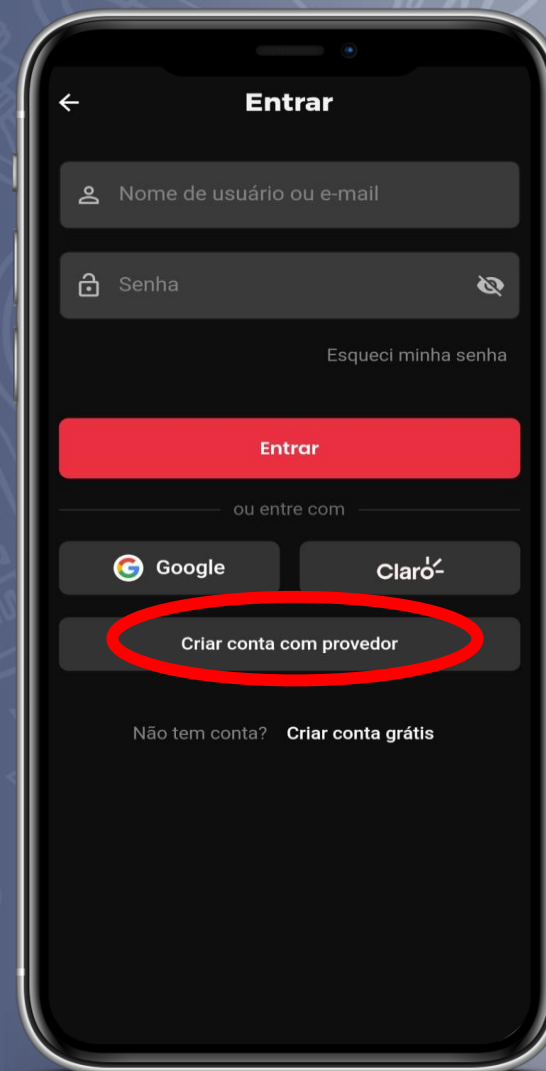 Entrar
Nome de usuário ou e-mail
Senha
Esqueci minha senha
Entrar
ou entre com
Google
Claro
Criar conta com provedor
Não tem conta? Criar conta grátis